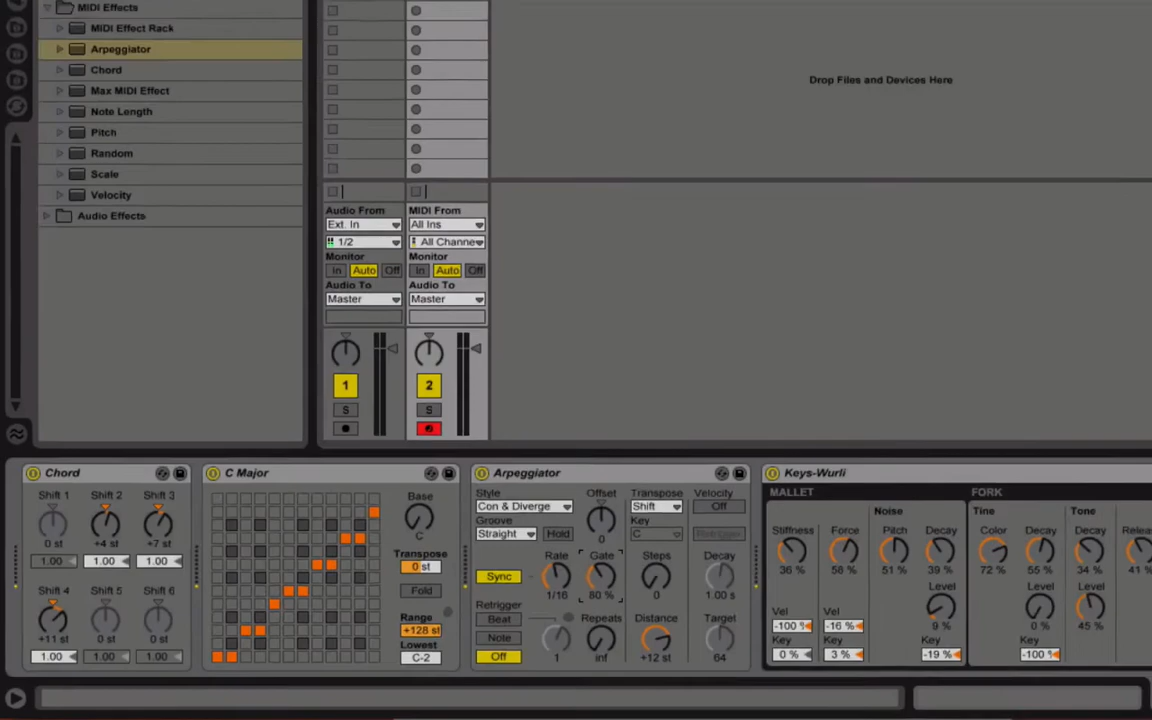 MIDI Effects
MIDI Effect Rack
Arpeggiator
Chord
Max MIDI Effect
Note Length
Pitch
Random
Scale
Velocity
Audio Effects
Drop Files and Devices Here
Audio From
MIDI From
Ext. In
All Ins
1/2
All Channe
Monitor
Monitor
In
Auto
Off
In
Auto
Off
Audio To
Audio To
Master
Master
1
2
S
S
Chord
Shift 1
Shift 2
Shift 3
0 st
+4 st
+7 st
1.00
1.00
1.00
Shift 4
Shift 5
Shift 6
+11 st
0 st
0 st
1.00
1.00
1.00
C Major
Base
C
Transpose
0 st
Fold
Range
+128 st
Lowest
C-2
Arpeggiator
Style
Con & Diverge
Groove
Straight
Hold
Offset
0
Transpose
Shift
Key
C
Velocity
Off
Sync
Rate
1/16
Gate
80 %
Steps
0
Decay
1.00 s
Retrigger
Beat
Note
Off
1
Repeats
inf
Distance
+12 st
Target
64
Keys-Wurli
MALLET
FORK
Noise
Tine
Tone
Stiffness
Force
Pitch
Decay
Color
Decay
Decay
36 %
58 %
51 %
39 %
72 %
55 %
34 %
41 %
Level
Level
Level
9 %
0 %
45 %
Vel
Vel
-100 %
-16 %
Key
Key
Key
Key
0 %
3 %
-19 %
-100 %